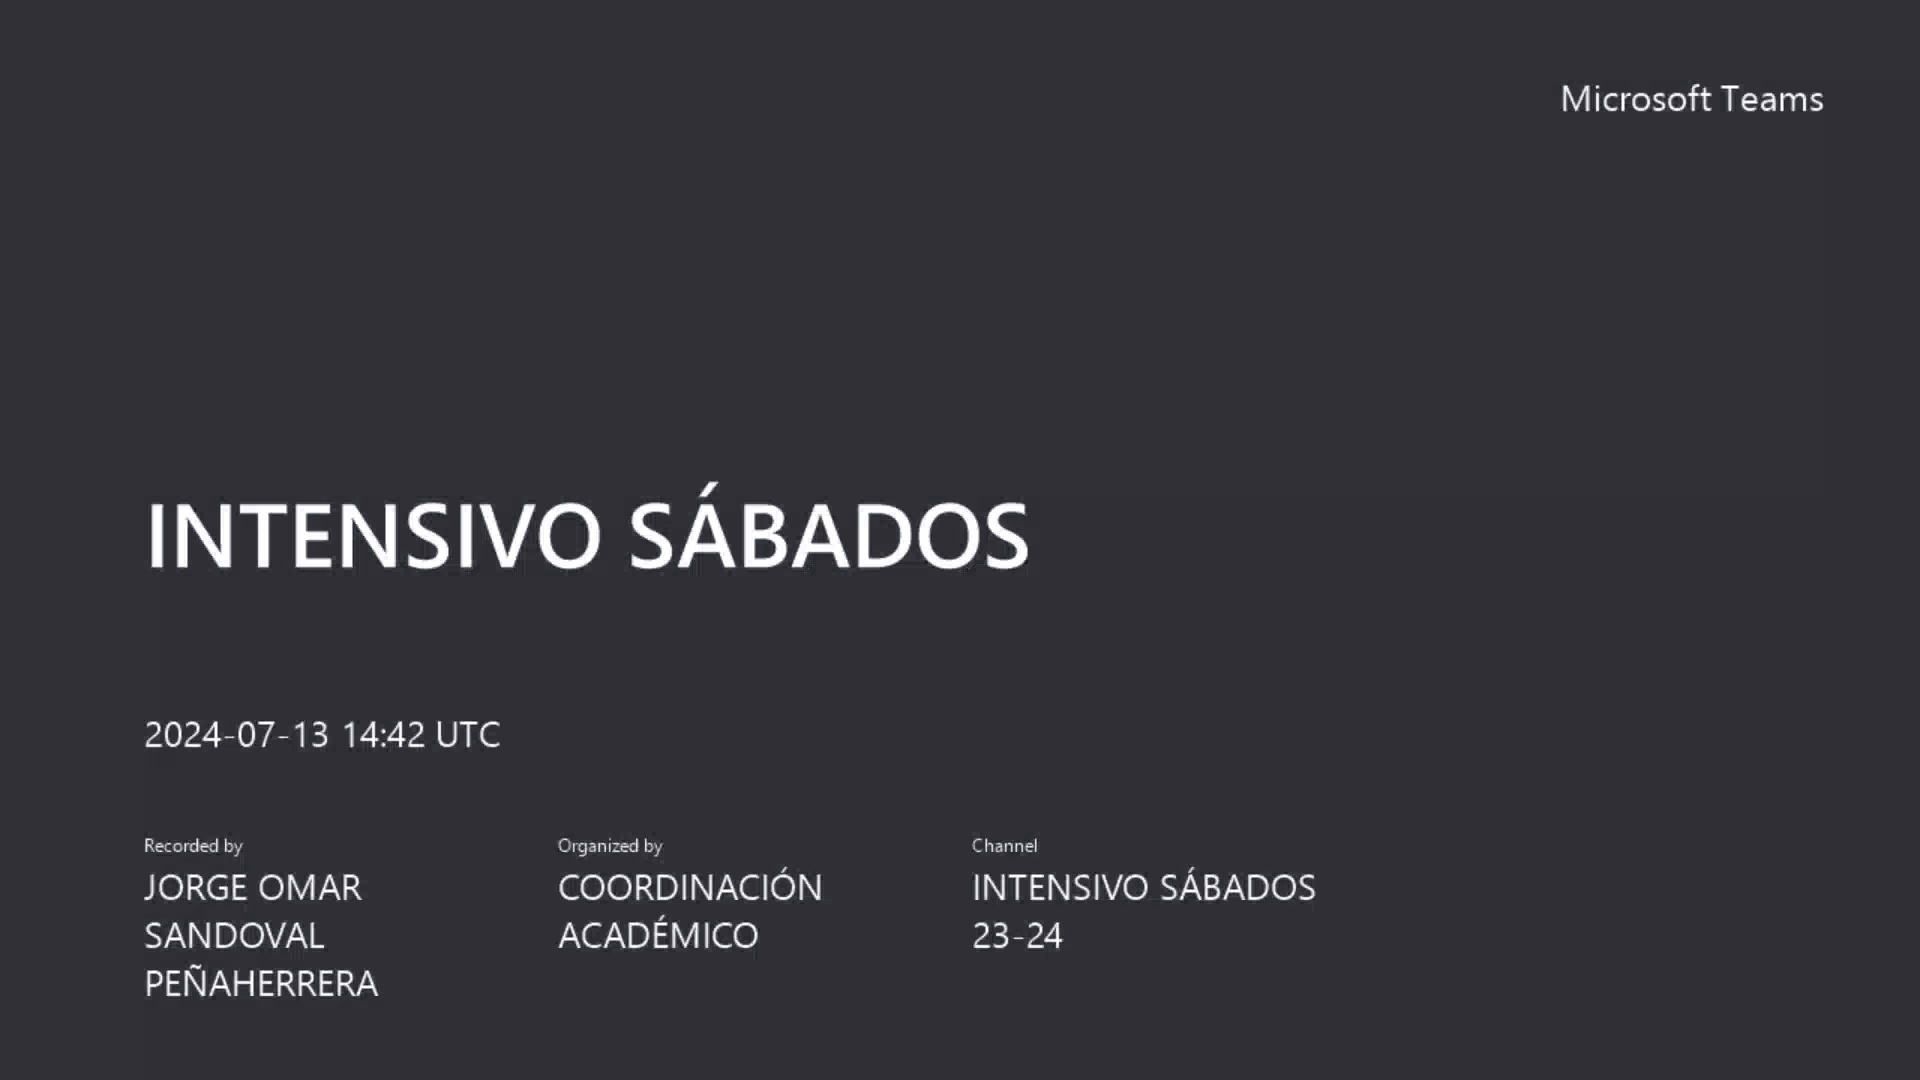 Microsoft Teams
INTENSIVO SÁBADOS
2024-07-13 14:42 UTC
Recorded by
JORGE OMAR
SANDOVAL
PEÑAHERRERA
Organized by
COORDINACIÓN
ACADÉMICO
Channel
INTENSIVO SÁBADOS
23-24